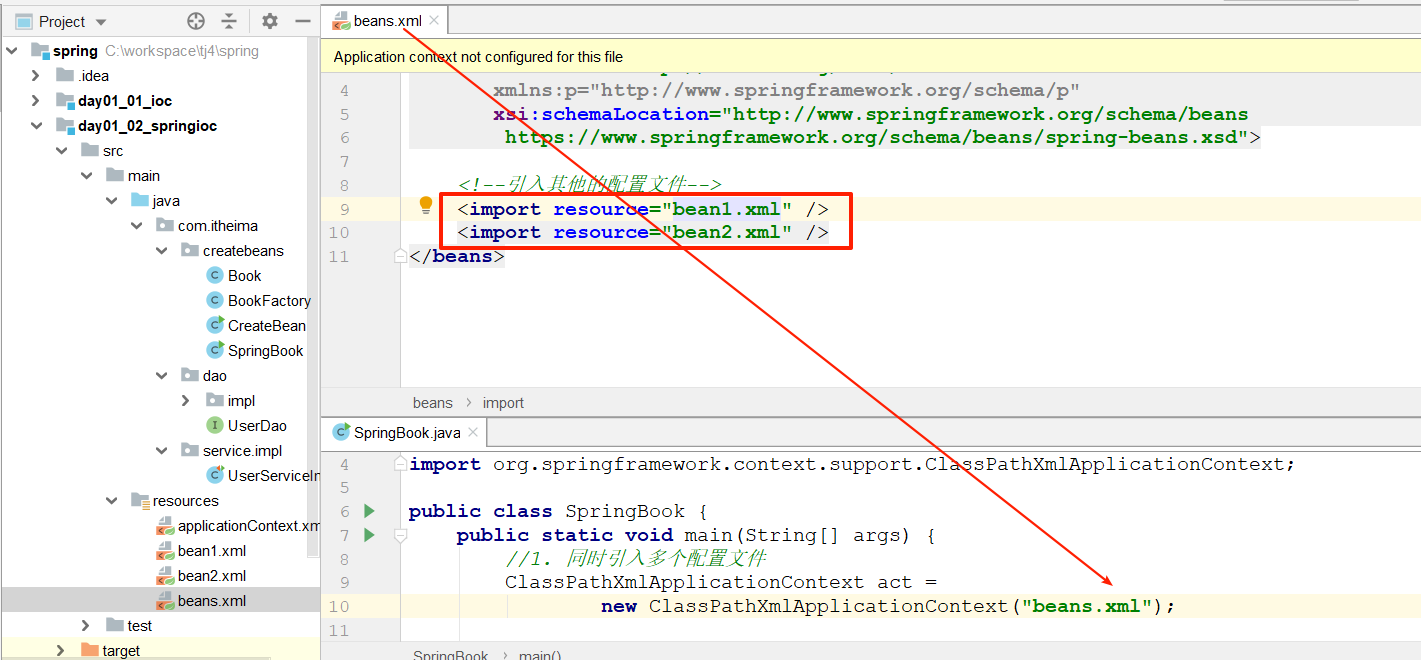 Project
spring C:\workspace\tj4\spring
.idea
day01_01_ioc
day01_02_springioc
src
main
java
com.itheima
createbeans
Book
BookFactory
CreateBean
SpringBook
dao
impl
UserDao
service.impl
UserServiceIn
resources
applicationContext.xm
bean1.xml
bean2.xml
beans.xml
test
target
beans.xml
Application context not configured for this file
4 xmlns:p="http://www.springframework.org/schema/p"
5 xsi:schemaLocation="http://www.springframework.org/schema/beans
6 https://www.springframework.org/schema/beans/spring-beans.xsd">
7
8 <!--引入其他的配置文件-->
9 <import resource="bean1.xml" />
10 <import resource="bean2.xml" />
11 </beans>
beans > import
SpringBook.java
4 import org.springframework.context.support.ClassPathXmlApplicationContext;
5
6 public class SpringBook {
7 public static void main(String[] args) {
8 //1. 同时引入多个配置文件
9 ClassPathXmlApplicationContext act =
10 new ClassPathXmlApplicationContext("beans.xml");
11
SpringBook > main()